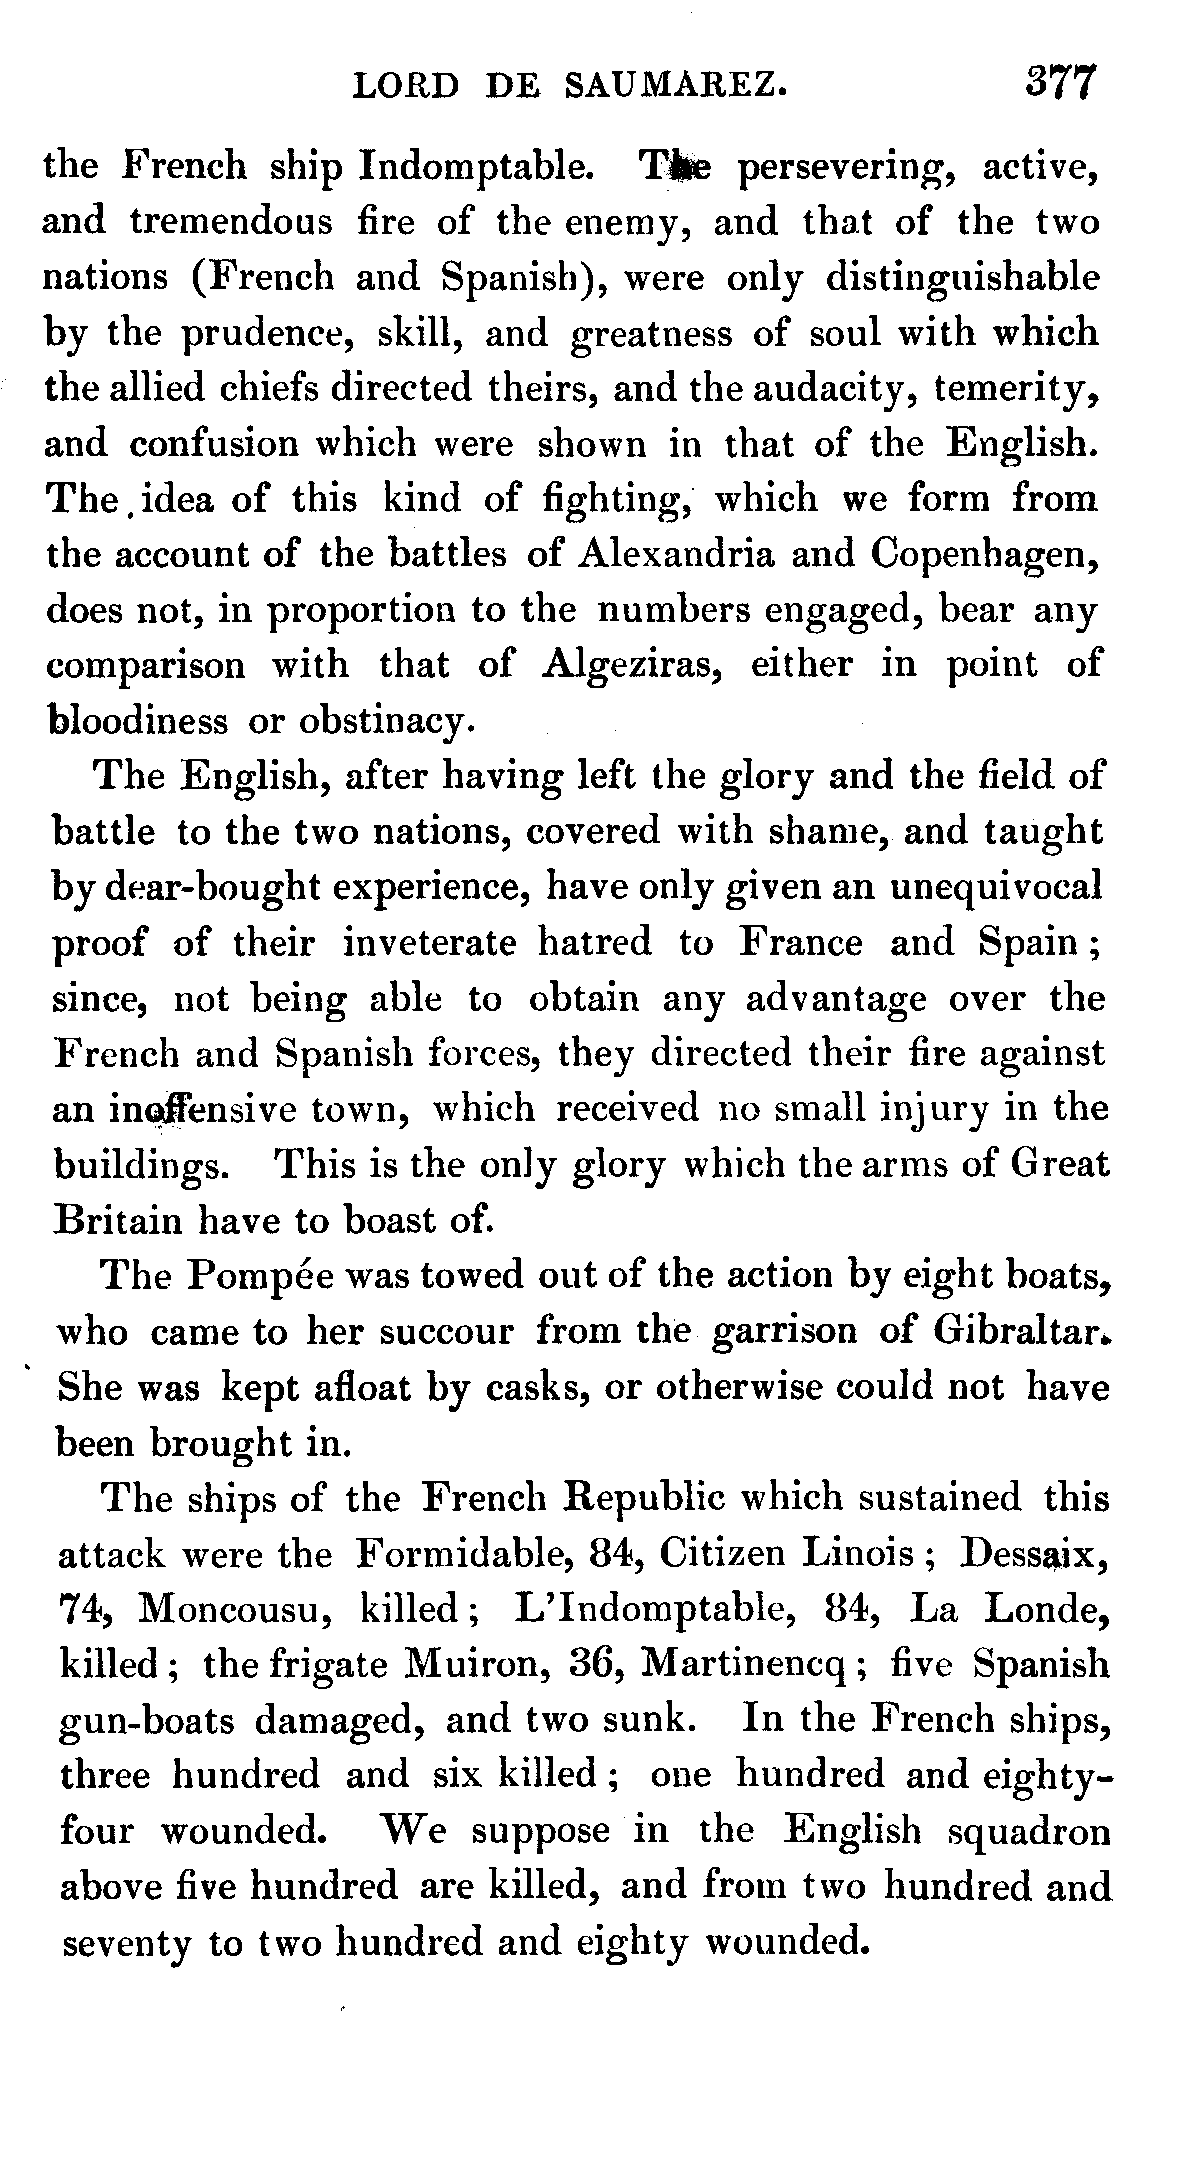 LORD DE SAUMAREZ. 377
the French ship Indomptable. The persevering, active,
and tremendous fire of the enemy, and that of the two
nations (French and Spanish), were only distinguishable
by the prudence, skill, and greatness of soul with which
the allied chiefs directed theirs, and the audacity, temerity,
and confusion which were shown in that of the English.
The idea of this kind of fighting, which we form from
the account of the battles of Alexandria and Copenhagen,
does not, in proportion to the numbers engaged, bear any
comparison with that of Algeziras, either in point of
bloodiness or obstinacy.
The English, after having left the glory and the field of
battle to the two nations, covered with shame, and taught
by dear-bought experience, have only given an unequivocal
proof of their inveterate hatred to France and Spain ;
since, not being able to obtain any advantage over the
French and Spanish forces, they directed their fire against
an inoffensive town, which received no small injury in the
buildings. This is the only glory which the arms of Great
Britain have to boast of.
The Pompée was towed out of the action by eight boats,
who came to her succour from the garrison of Gibraltar.
She was kept afloat by casks, or otherwise could not have
been brought in.
The ships of the French Republic which sustained this
attack were the Formidable, 84, Citizen Linois ; Dessaix,
74, Moncousu, killed ; L'Indomptable, 84, La Londe,
killed ; the frigate Muiron, 36, Martinencq ; five Spanish
gun-boats damaged, and two sunk. In the French ships,
three hundred and six killed ; one hundred and eighty-
four wounded. We suppose in the English squadron
above five hundred are killed, and from two hundred and
seventy to two hundred and eighty wounded.